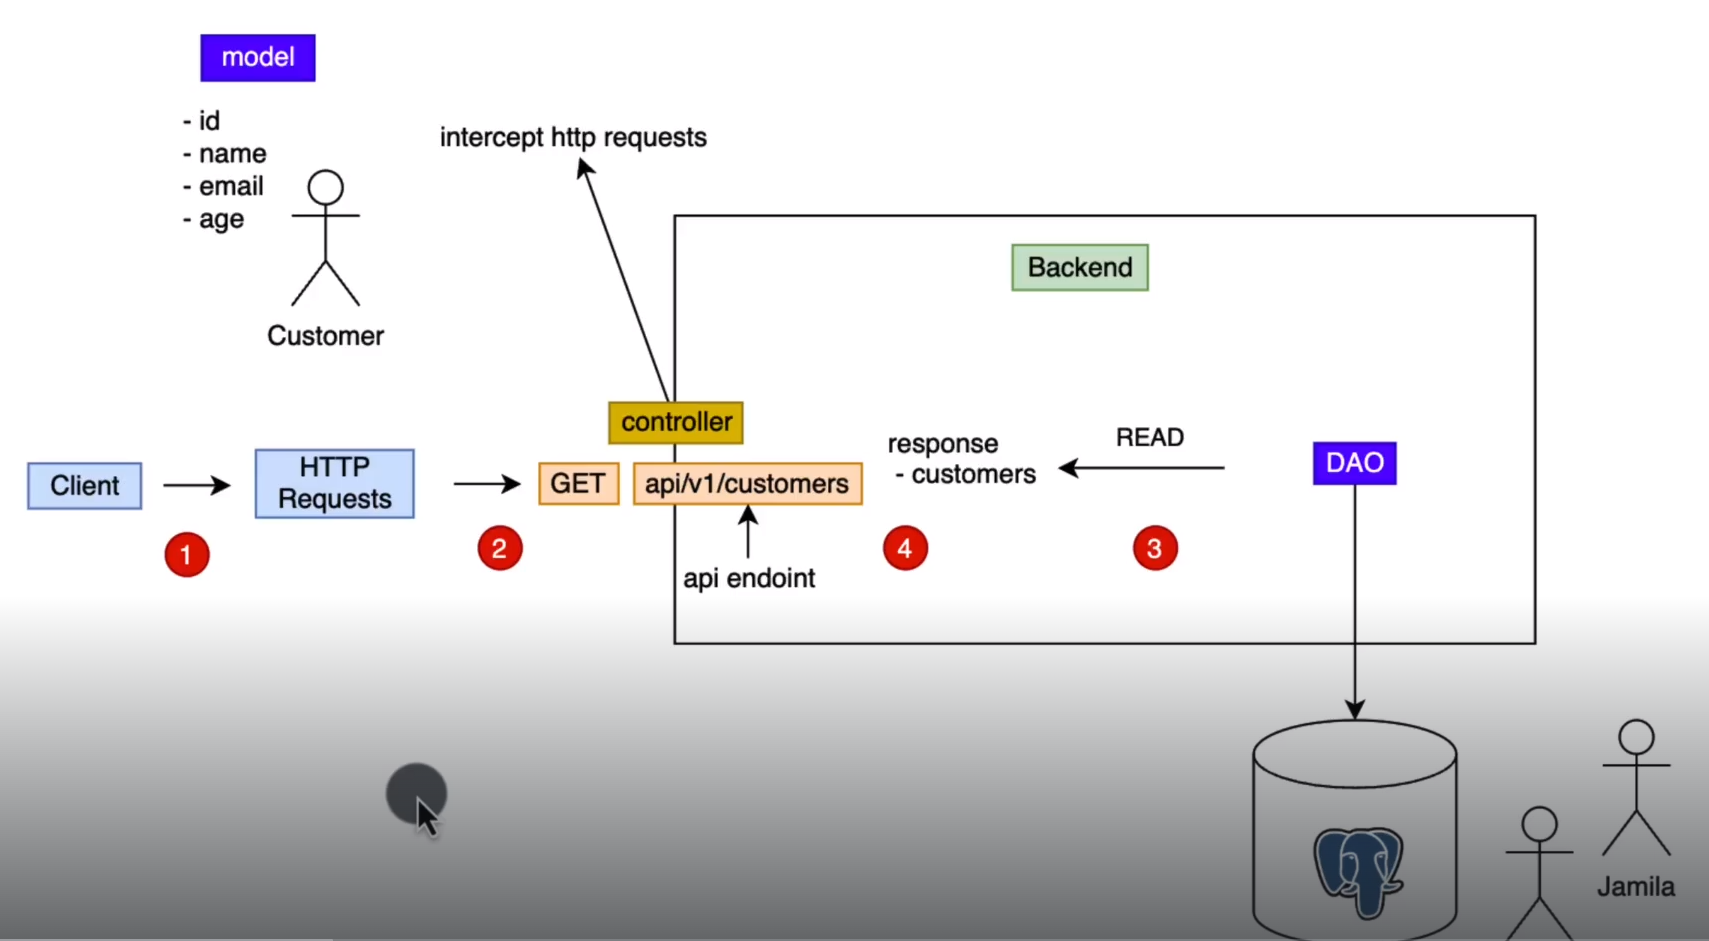 model
- id
- name
- email
- age
Customer
intercept http requests
Backend
controller
Client
HTTP
Requests
GET
api/v1/customers
response
- customers
READ
DAO
1
2
4
3
api endoint
Jamila